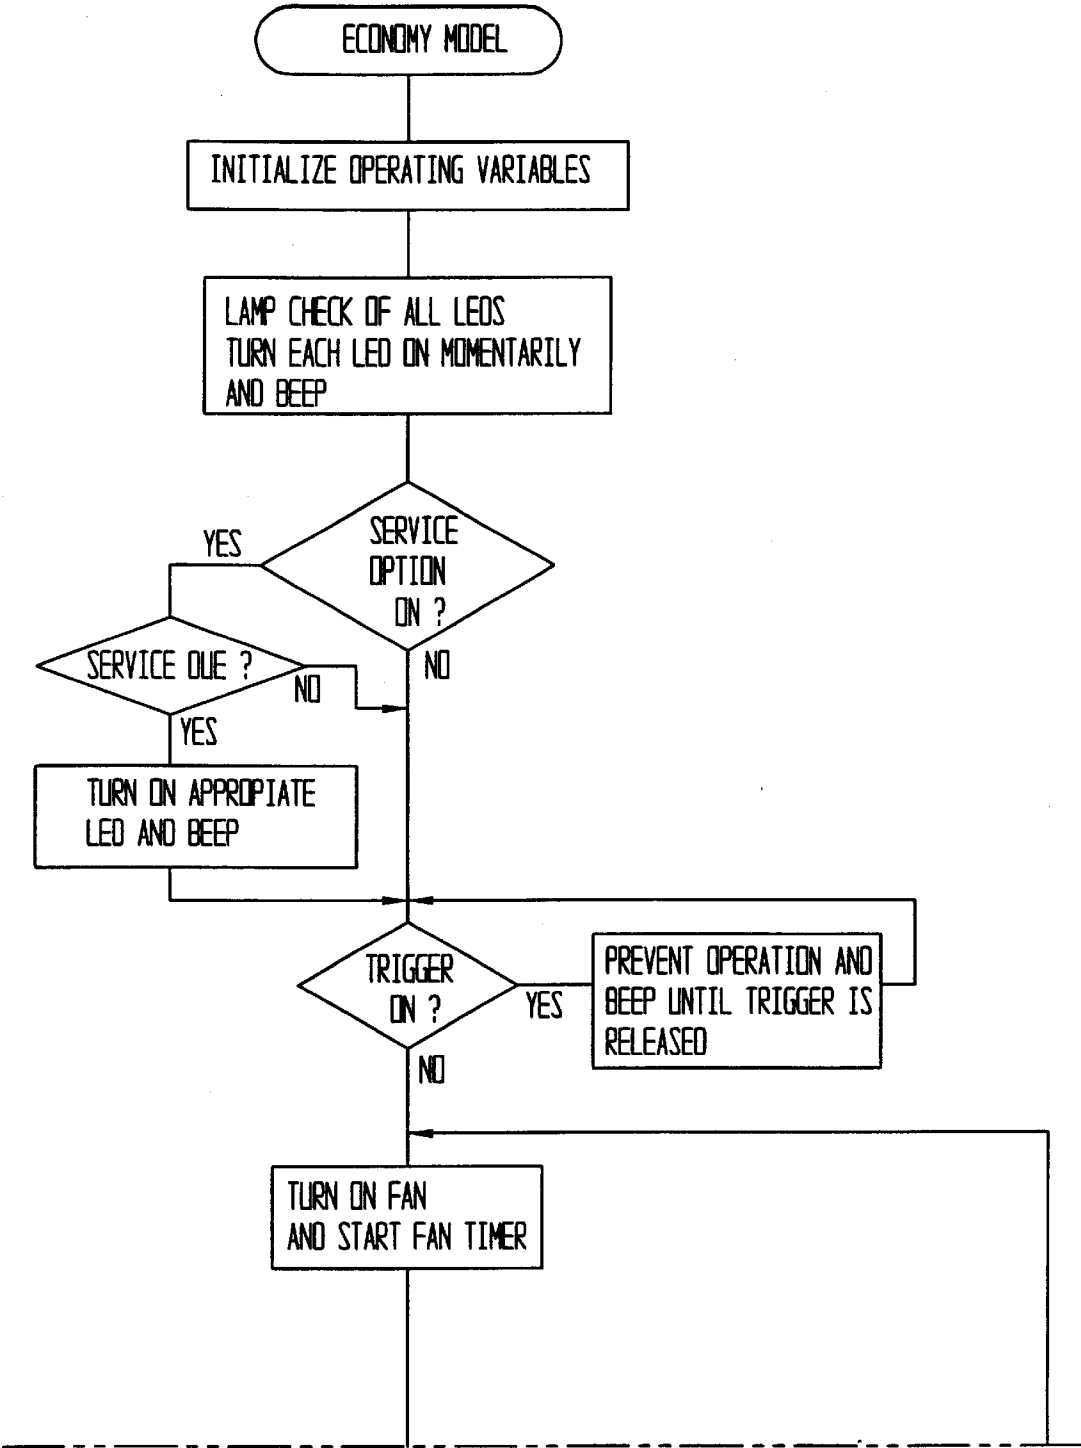 ECONOMY MODEL
INITIALIZE OPERATING VARIABLES
LAMP CHECK OF ALL LEDS
TURN EACH LED ON MOMENTARILY
AND BEEP
YES
SERVICE
OPTION
ON ?
NO
SERVICE DUE ?
NO
YES
TURN ON APPROPIATE
LED AND BEEP
TRIGGER
ON ?
YES
PREVENT OPERATION AND
BEEP UNTIL TRIGGER IS
RELEASED
NO
TURN ON FAN
AND START FAN TIMER